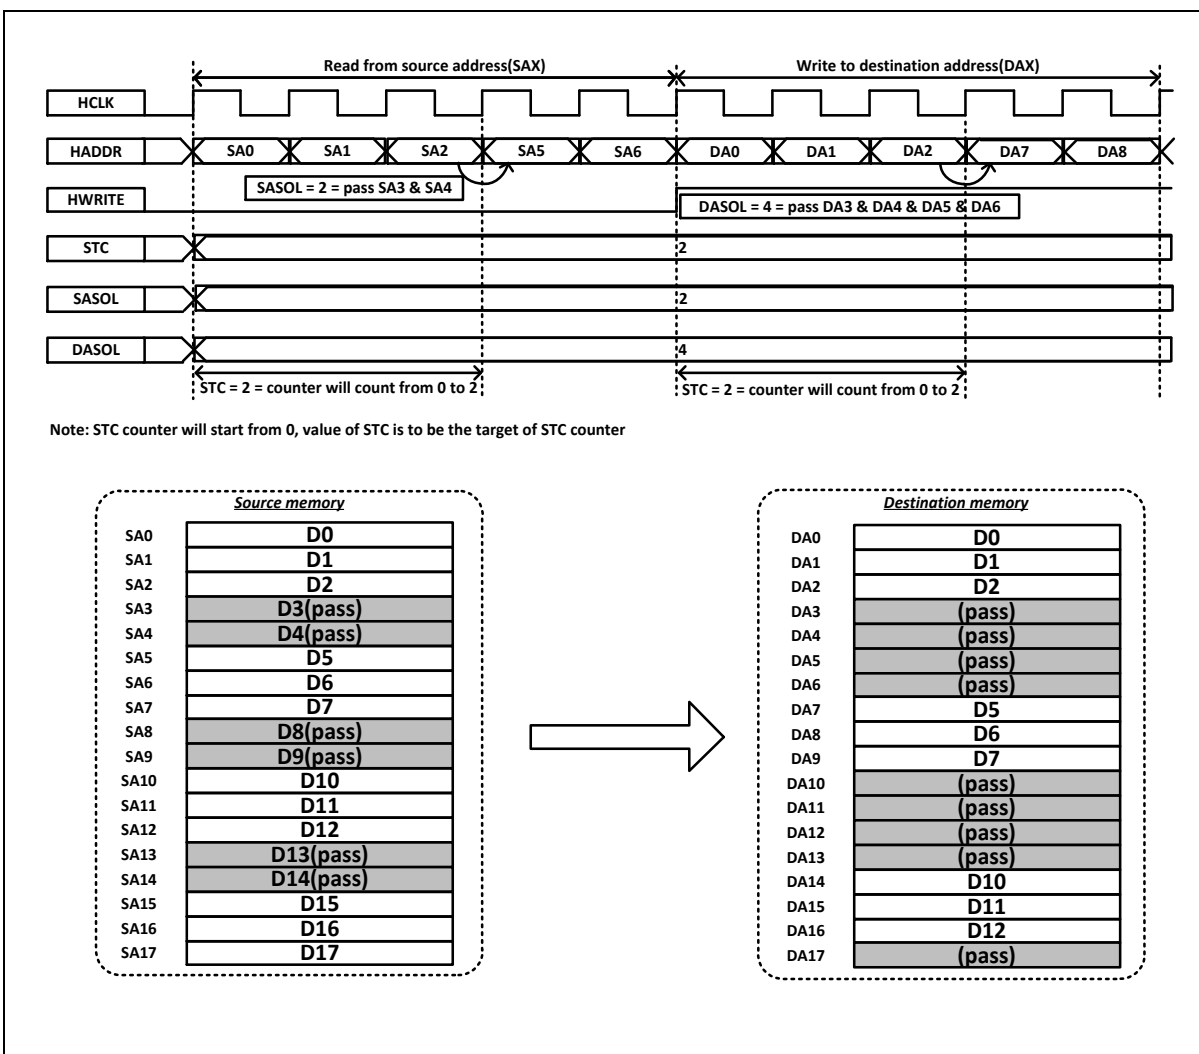 Read from source address(SAX) Write to destination address(DAX)
HCLK
HADDR SA0 SA1 SA2 SA5 SA6 DA0 DA1 DA2 DA7 DA8
SASOL = 2 = pass SA3 & SA4
HWRITE
DASOL = 4 = pass DA3 & DA4 & DA5 & DA6
STC 2
SASOL 2
DASOL 4
STC = 2 = counter will count from 0 to 2 STC = 2 = counter will count from 0 to 2
Note: STC counter will start from 0, value of STC is to be the target of STC counter
Source memory
SA0 D0
SA1 D1
SA2 D2
SA3 D3(pass)
SA4 D4(pass)
SA5 D5
SA6 D6
SA7 D7
SA8 D8(pass)
SA9 D9(pass)
SA10 D10
SA11 D11
SA12 D12
SA13 D13(pass)
SA14 D14(pass)
SA15 D15
SA16 D16
SA17 D17
Destination memory
DA0 D0
DA1 D1
DA2 D2
DA3 (pass)
DA4 (pass)
DA5 (pass)
DA6 (pass)
DA7 D5
DA8 D6
DA9 D7
DA10 (pass)
DA11 (pass)
DA12 (pass)
DA13 (pass)
DA14 D10
DA15 D11
DA16 D12
DA17 (pass)